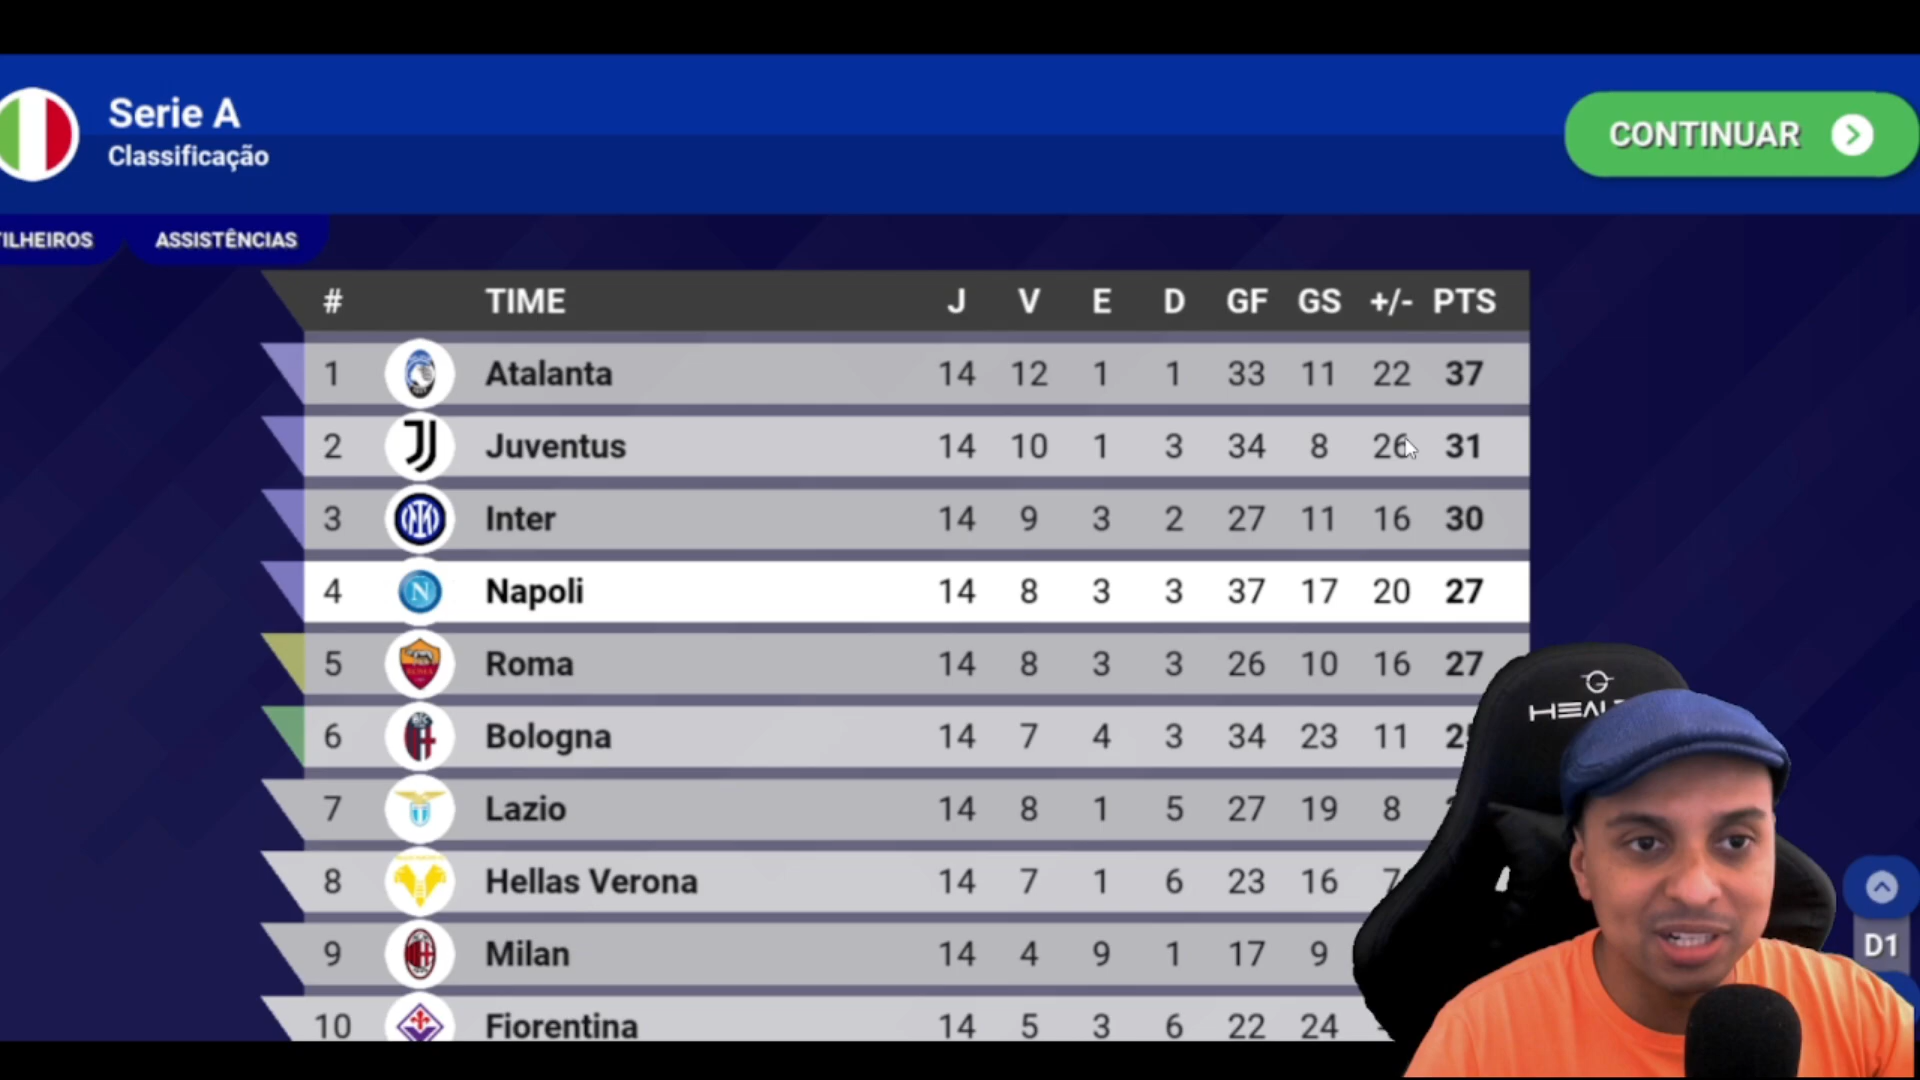 Serie A
Classificação
CONTINUAR
ASSISTÊNCIAS
# TIME J V E D GF GS +/- PTS
1 Atalanta 14 12 1 1 33 11 22 37
2 Juventus 14 10 1 3 34 8 26 31
3 Inter 14 9 3 2 27 11 16 30
4 Napoli 14 8 3 3 37 17 20 27
5 Roma 14 8 3 3 26 10 16 27
6 Bologna 14 7 4 3 34 23 11
7 Lazio 14 8 1 5 27 19 8
8 Hellas Verona 14 7 1 6 23 16 7
9 Milan 14 4 9 1 17 9
10 Fiorentina 14 5 3 6 22 24
D1